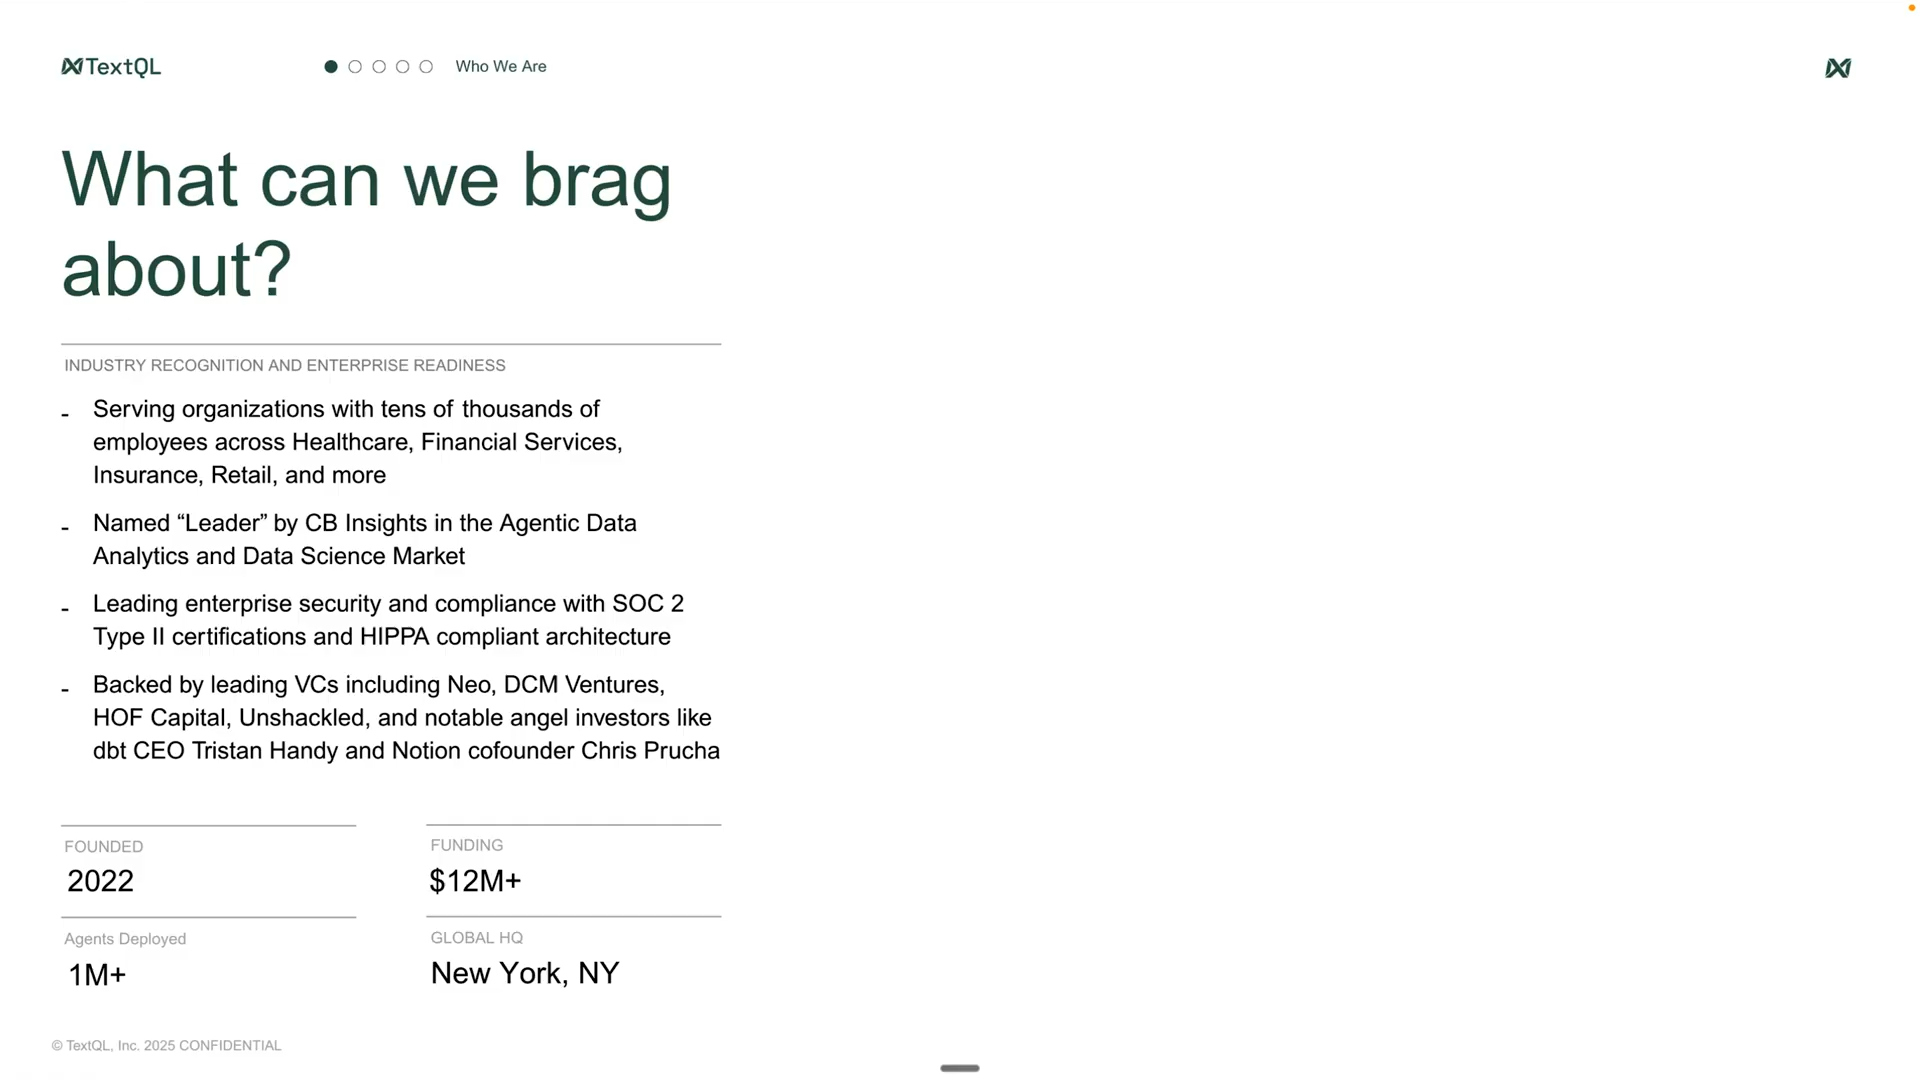 TextQL
Who We Are
What can we brag
about?
INDUSTRY RECOGNITION AND ENTERPRISE READINESS
- Serving organizations with tens of thousands of
employees across Healthcare, Financial Services,
Insurance, Retail, and more
- Named “Leader” by CB Insights in the Agentic Data
Analytics and Data Science Market
- Leading enterprise security and compliance with SOC 2
Type II certifications and HIPPA compliant architecture
- Backed by leading VCs including Neo, DCM Ventures,
HOF Capital, Unshackled, and notable angel investors like
dbt CEO Tristan Handy and Notion cofounder Chris Prucha
FOUNDED
2022
FUNDING
$12M+
Agents Deployed
1M+
GLOBAL HQ
New York, NY
© TextQL, Inc. 2025 CONFIDENTIAL